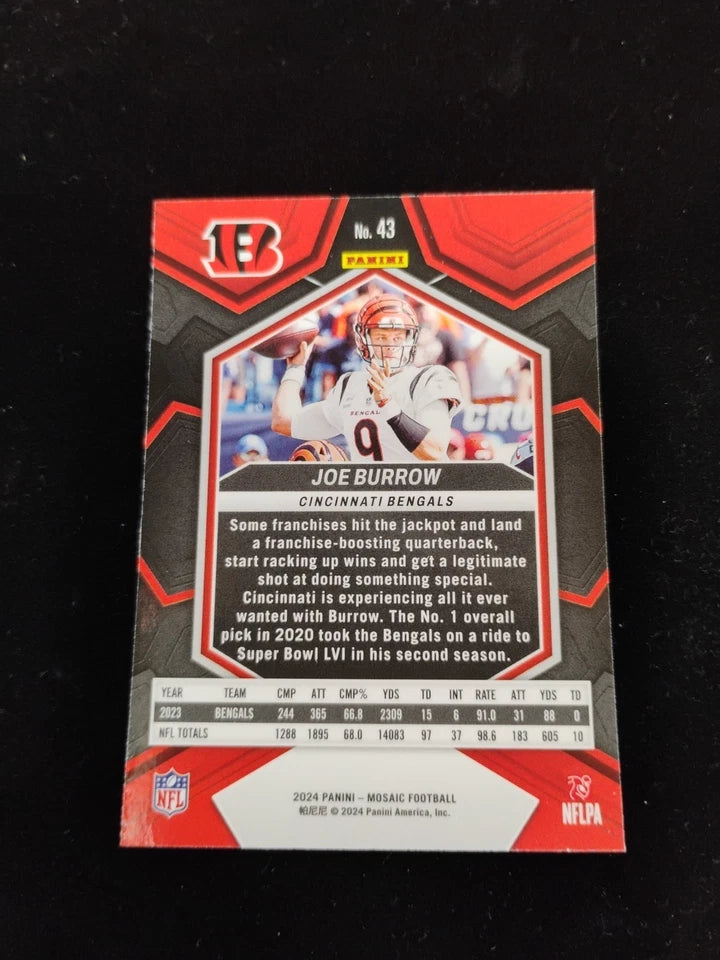 No. 43
PANINI
BENGAL
9
CRU
JOE BURROW
CINCINNATI BENGALS
Some franchises hit the jackpot and land
a franchise-boosting quarterback,
start racking up wins and get a legitimate
shot at doing something special.
Cincinnati is experiencing all it ever
wanted with Burrow. The No. 1 overall
pick in 2020 took the Bengals on a ride to
Super Bowl LVI in his second season.
YEAR TEAM CMP ATT CMP% YDS TD INT RATE ATT YDS TD
2023 BENGALS 244 365 66.8 2309 15 6 91.0 31 88 0
NFL TOTALS 1288 1895 68.0 14083 97 37 98.6 183 605 10
NFL
2024 PANINI – MOSAIC FOOTBALL
帕尼尼 © 2024 Panini America, Inc.
NFLPA